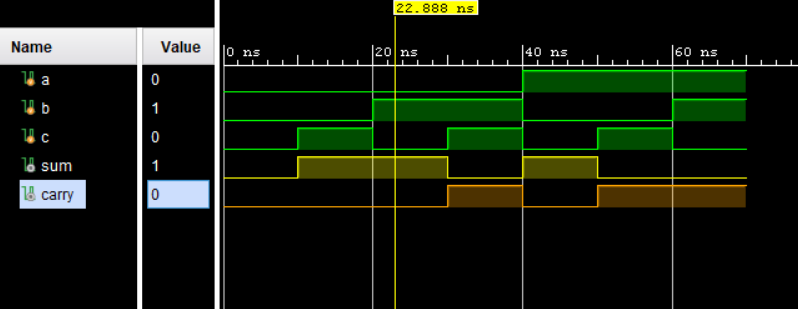 22.888 ns
Name Value
0 ns 20 ns 40 ns 60 ns
a 0
b 1
c 0
sum 1
carry 0